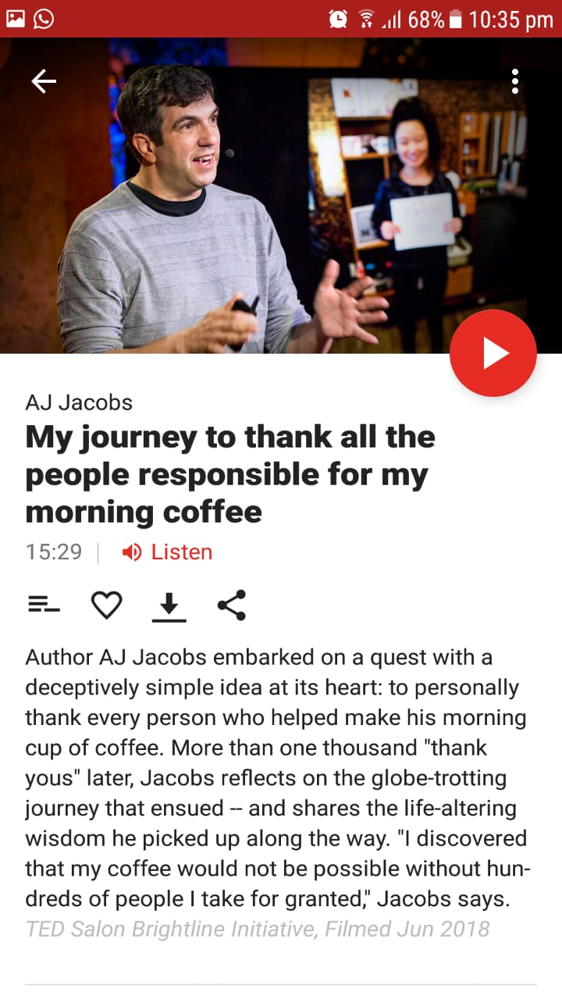 68% 10:35 pm
AJ Jacobs
My journey to thank all the
people responsible for my
morning coffee
15:29 | Listen
Author AJ Jacobs embarked on a quest with a
deceptively simple idea at its heart: to personally
thank every person who helped make his morning
cup of coffee. More than one thousand "thank
yous" later, Jacobs reflects on the globe-trotting
journey that ensued -- and shares the life-altering
wisdom he picked up along the way. "I discovered
that my coffee would not be possible without hun-
dreds of people I take for granted," Jacobs says.
TED Salon Brightline Initiative, Filmed Jun 2018